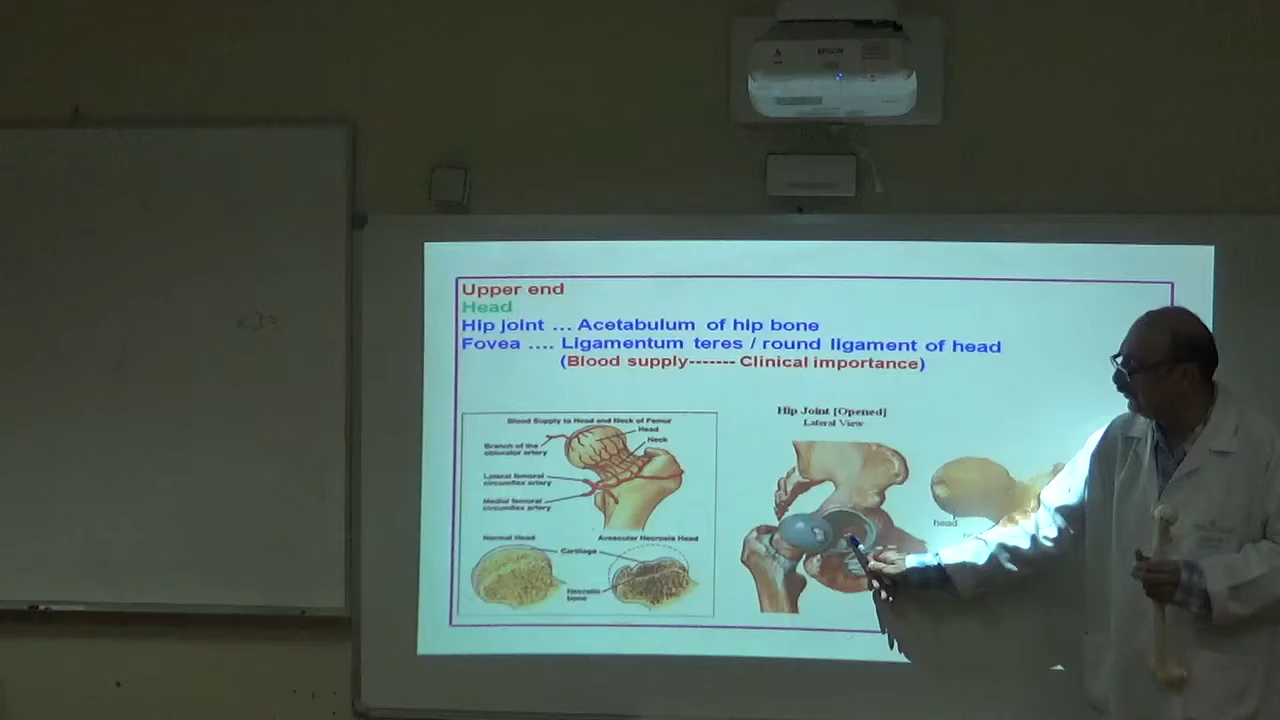 EPSON
Upper end
Head
Hip joint ... Acetabulum of hip bone
Fovea .... Ligamentum teres / round ligament of head
(Blood supply------- Clinical importance)
Blood Supply to Head and Neck of Femur
Head
Neck
Branch of the
obturator artery
Lateral femoral
circumflex artery
Medial femoral
circumflex artery
Normal Head
Avascular Necrosis Head
Cartilage
Necrotic
bone
Hip Joint [Opened]
Lateral View
head